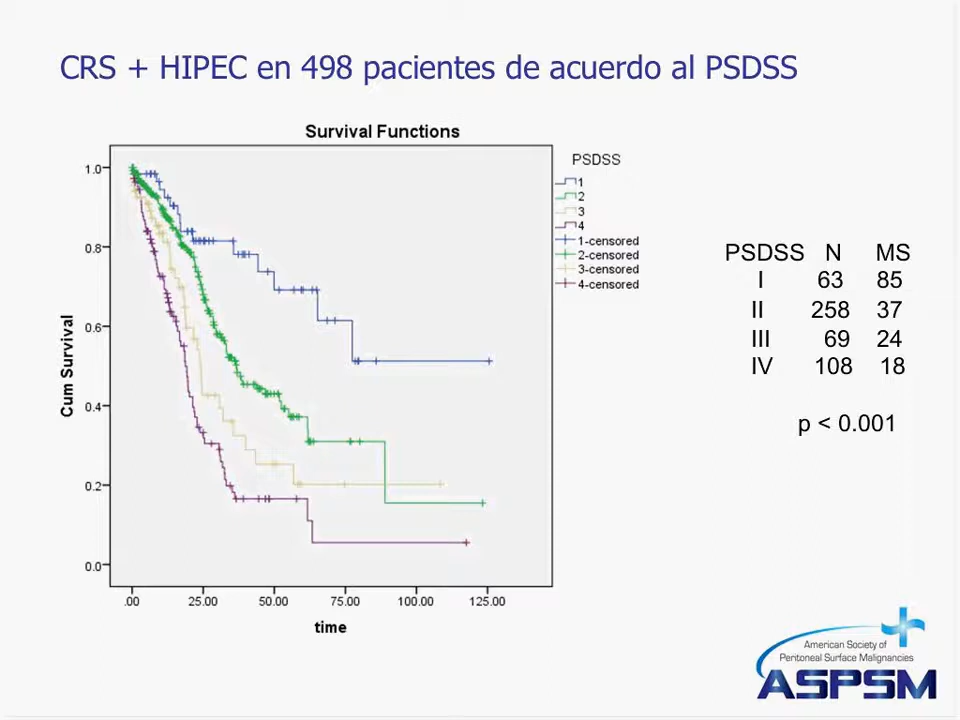 CRS + HIPEC en 498 pacientes de acuerdo al PSDSS
Survival Functions
Cum Survival
1.0
0.8
0.6
0.4
0.2
0.0
.00 25.00 50.00 75.00 100.00 125.00
time
PSDSS
1
2
3
4
1-censored
2-censored
3-censored
4-censored
PSDSS N MS
I 63 85
II 258 37
III 69 24
IV 108 18
p < 0.001
American Society of
Peritoneal Surface Malignancies
ASPSM